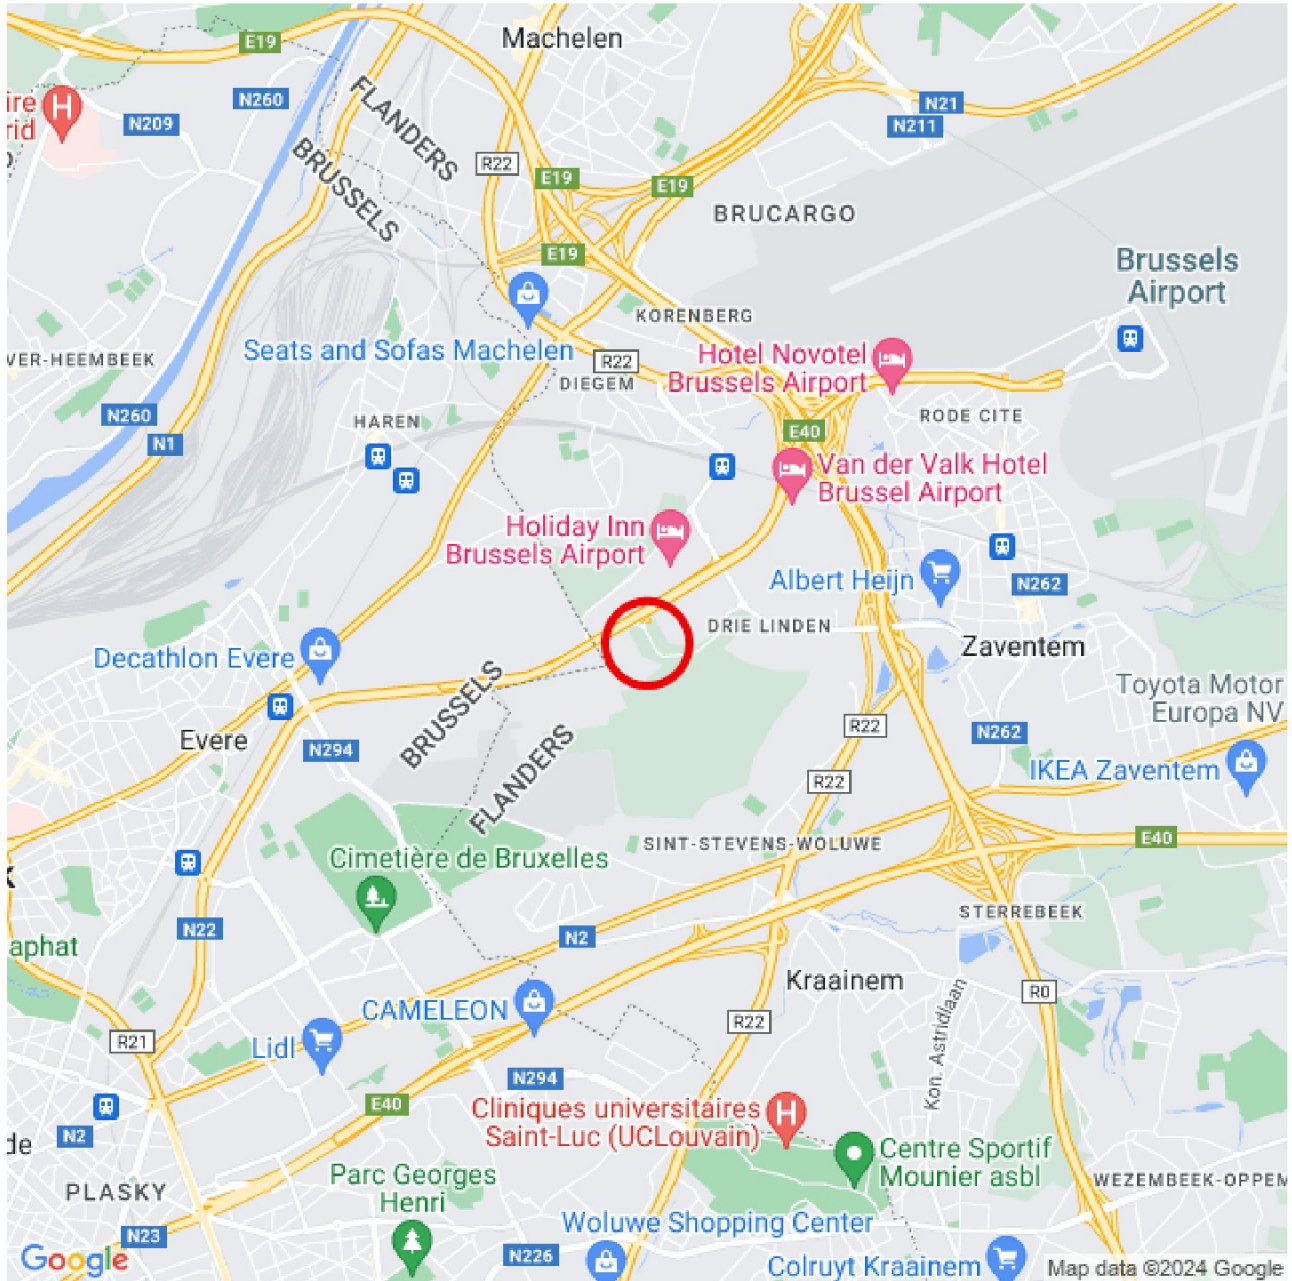 Machelen
E19
N260
N209
ire
rid
FLANDERS
BRUSSELS
R22
E19
E19
N21
N211
BRUCARGO
E19
Brussels
Airport
KORENBERG
VER-HEEMBEEK
Seats and Sofas Machelen
R22
DIEGEM
Hotel Novotel
Brussels Airport
RODE CITE
N260
N1
HAREN
E40
Van der Valk Hotel
Brussel Airport
Holiday Inn
Brussels Airport
Albert Heijn
N262
DRIE LINDEN
Zaventem
Decathlon Evere
Toyota Motor
Europa NV
BRUSSELS
FLANDERS
Evere
N294
R22
N262
IKEA Zaventem
R22
SINT-STEVENS-WOLUWE
E40
Cimetière de Bruxelles
STERREBEEK
N22
N2
aphat
Kraainem
R0
CAMELEON
R22
Kon. Astridlaan
R21
Lidl
N294
E40
Cliniques universitaires
Saint-Luc (UCLouvain)
N2
de
Centre Sportif
Mounier asbl
Parc Georges
Henri
WEZEMBEEK-OPPEM
PLASKY
N23
Woluwe Shopping Center
N226
Colruyt Kraainem
Google
Map data ©2024 Google